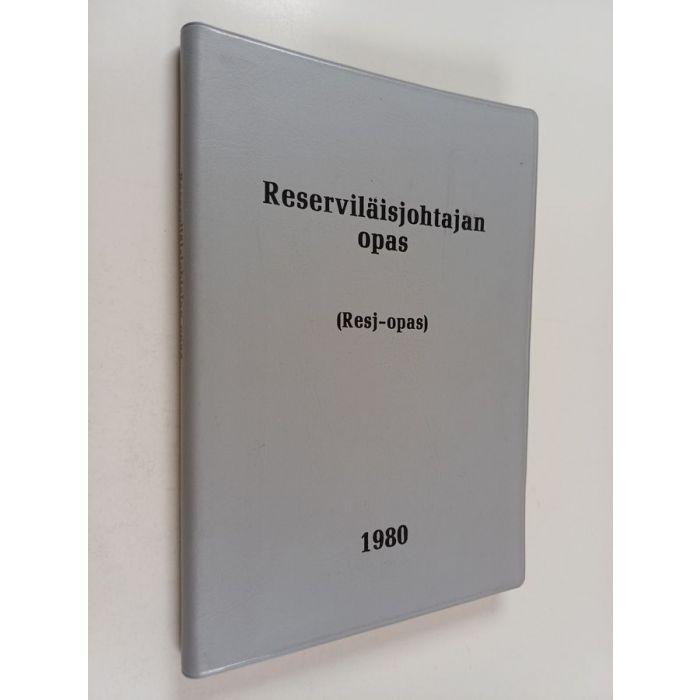 Reserviläisjohtajan
opas
(Resj-opas)
1980